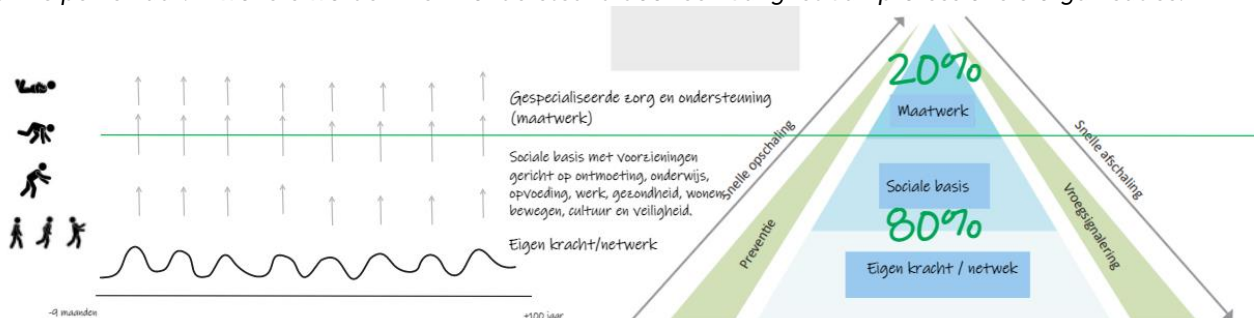 Gespecialiseerde zorg en ondersteuning
(maatwerk)
Sociale basis met voorzieningen
gericht op ontmoeting, onderwijs,
opvoeding, werk, gezondheid, wonen,
bewegen, cultuur en veiligheid.
Eigen kracht/netwerk
-9 maanden
+100 jaar
20%
Maatwerk
Sociale basis
80%
Eigen kracht / netwek
Snelle opschaling
Preventie
Snelle afschaling
Vroegsignalering